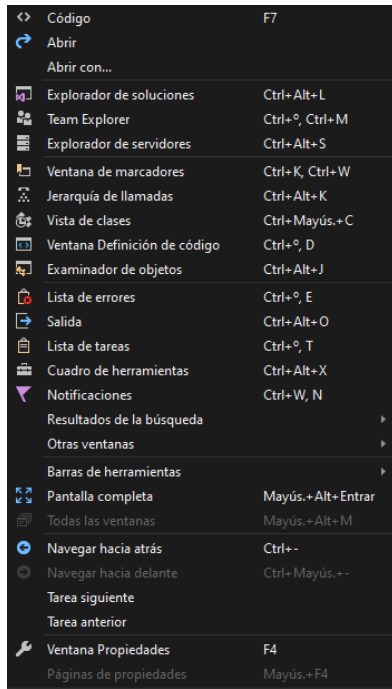 Código F7
Abrir
Abrir con...
Explorador de soluciones Ctrl+Alt+L
Team Explorer Ctrl+º, Ctrl+M
Explorador de servidores Ctrl+Alt+S
Ventana de marcadores Ctrl+K, Ctrl+W
Jerarquía de llamadas Ctrl+Alt+K
Vista de clases Ctrl+Mayús.+C
Ventana Definición de código Ctrl+º, D
Examinador de objetos Ctrl+Alt+J
Lista de errores Ctrl+º, E
Salida Ctrl+Alt+O
Lista de tareas Ctrl+º, T
Cuadro de herramientas Ctrl+Alt+X
Notificaciones Ctrl+W, N
Resultados de la búsqueda
Otras ventanas
Barras de herramientas
Pantalla completa Mayús.+Alt+Entrar
Todas las ventanas Mayús.+Alt+M
Navegar hacia atrás Ctrl+-
Navegar hacia delante Ctrl+Mayús.+-
Tarea siguiente
Tarea anterior
Ventana Propiedades F4
Páginas de propiedades Mayús.+F4